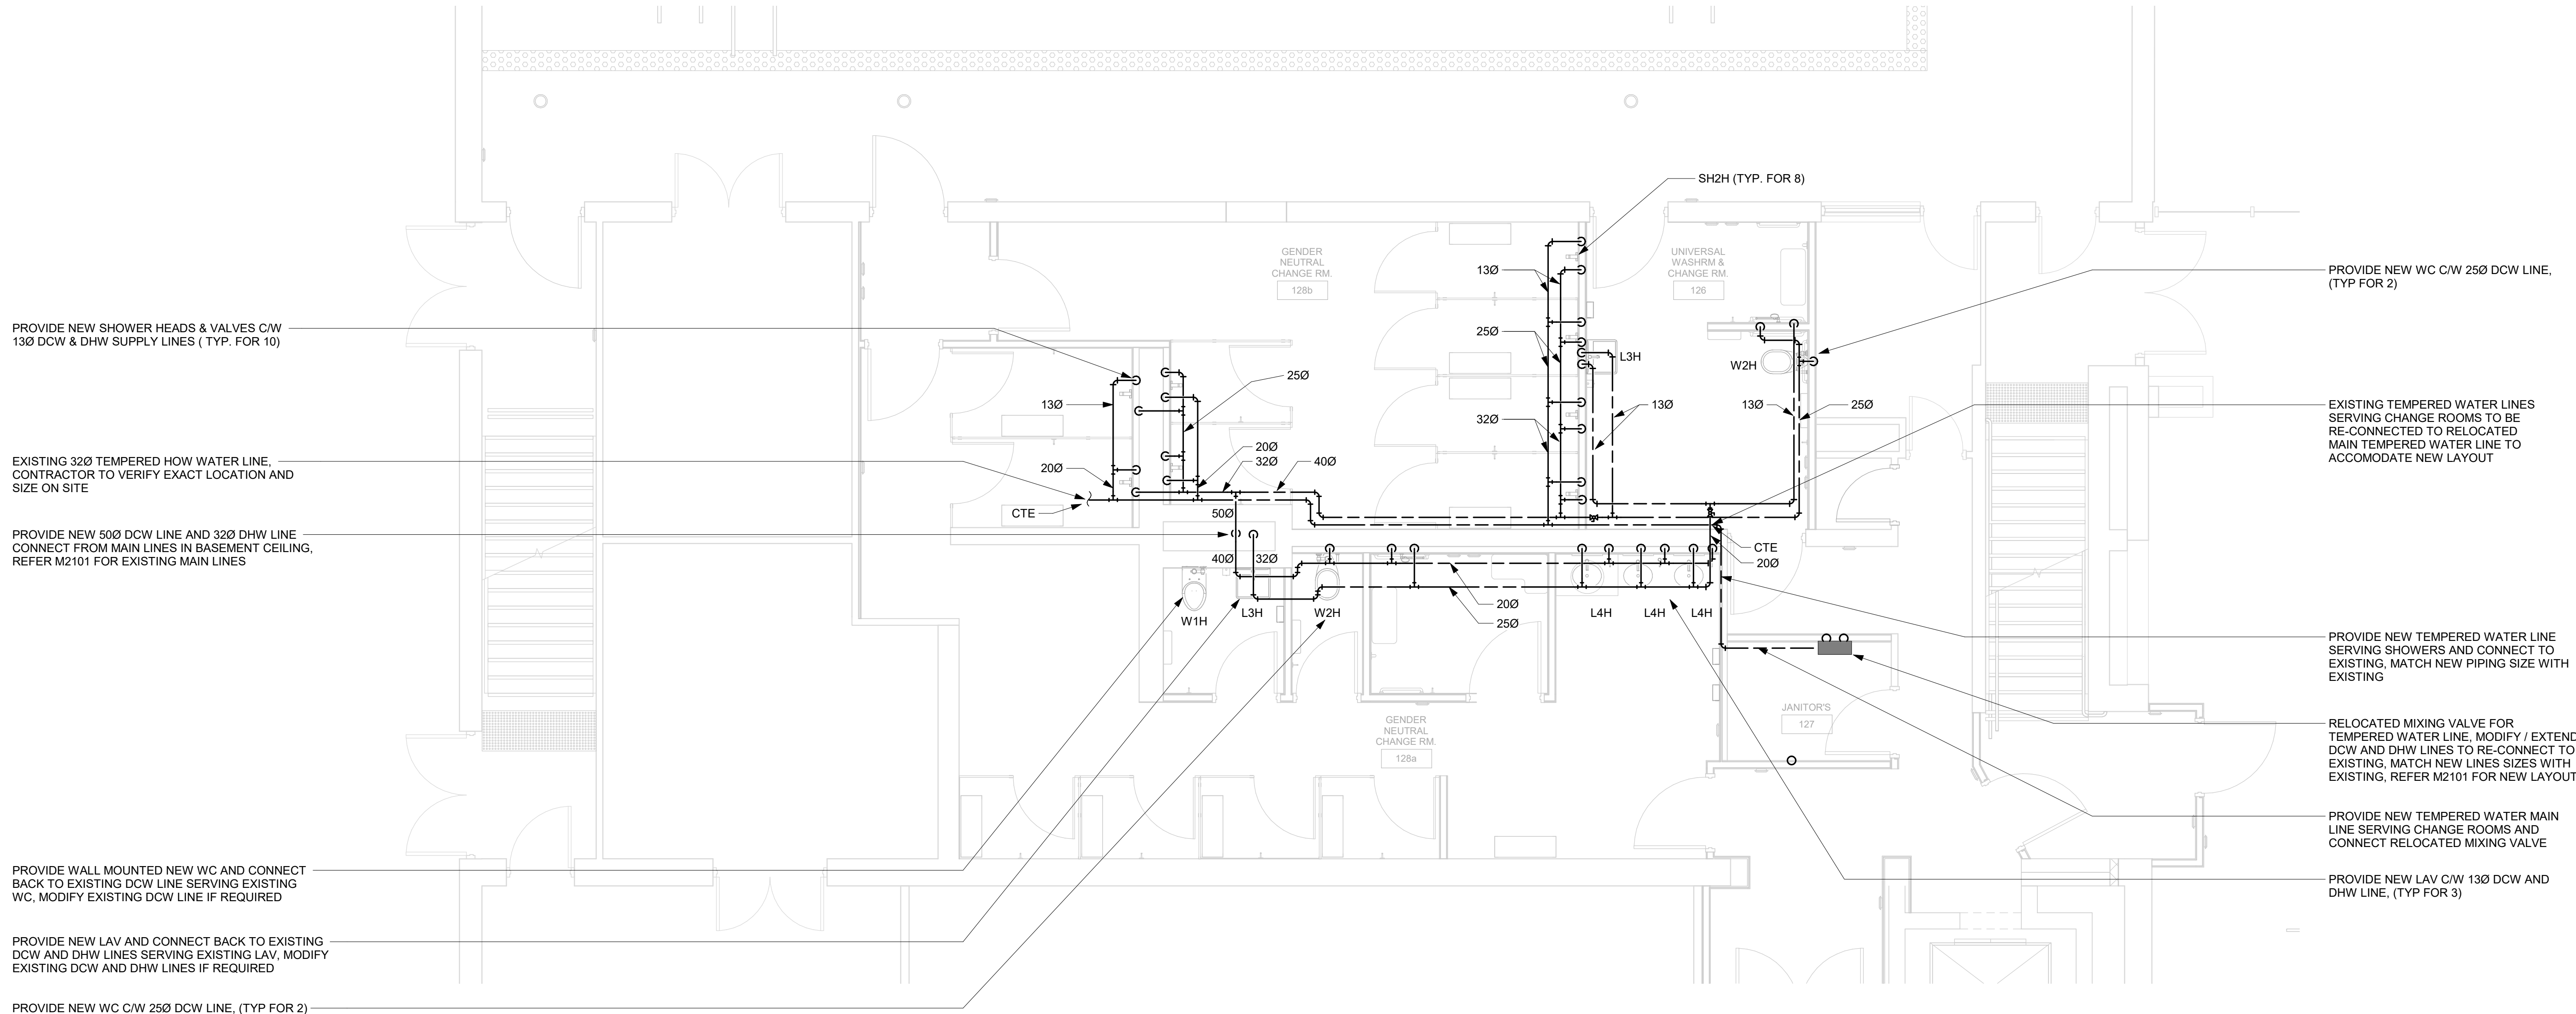 PROVIDE NEW SHOWER HEADS & VALVES C/W
13Ø DCW & DHW SUPPLY LINES ( TYP. FOR 10)
EXISTING 32Ø TEMPERED HOW WATER LINE,
CONTRACTOR TO VERIFY EXACT LOCATION AND
SIZE ON SITE
PROVIDE NEW 50Ø DCW LINE AND 32Ø DHW LINE
CONNECT FROM MAIN LINES IN BASEMENT CEILING,
REFER M2101 FOR EXISTING MAIN LINES
PROVIDE WALL MOUNTED NEW WC AND CONNECT
BACK TO EXISTING DCW LINE SERVING EXISTING
WC, MODIFY EXISTING DCW LINE IF REQUIRED
PROVIDE NEW LAV AND CONNECT BACK TO EXISTING
DCW AND DHW LINES SERVING EXISTING LAV, MODIFY
EXISTING DCW AND DHW LINES IF REQUIRED
PROVIDE NEW WC C/W 25Ø DCW LINE, (TYP FOR 2)
SH2H (TYP. FOR 8)
GENDER
NEUTRAL
CHANGE RM.
128b
UNIVERSAL
WASHRM &
CHANGE RM.
126
13Ø
25Ø
32Ø
L3H
W2H
13Ø
13Ø
25Ø
25Ø
13Ø
20Ø
20Ø
32Ø
40Ø
CTE
50Ø
40Ø
32Ø
CTE
20Ø
20Ø
25Ø
W1H
L3H
W2H
L4H
L4H
L4H
GENDER
NEUTRAL
CHANGE RM.
128a
JANITOR'S
127
PROVIDE NEW WC C/W 25Ø DCW LINE,
(TYP FOR 2)
EXISTING TEMPERED WATER LINES
SERVING CHANGE ROOMS TO BE
RE-CONNECTED TO RELOCATED
MAIN TEMPERED WATER LINE TO
ACCOMODATE NEW LAYOUT
PROVIDE NEW TEMPERED WATER LINE
SERVING SHOWERS AND CONNECT TO
EXISTING, MATCH NEW PIPING SIZE WITH
EXISTING
RELOCATED MIXING VALVE FOR
TEMPERED WATER LINE, MODIFY / EXTEND
DCW AND DHW LINES TO RE-CONNECT TO
EXISTING, MATCH NEW LINES SIZES WITH
EXISTING, REFER M2101 FOR NEW LAYOUT
PROVIDE NEW TEMPERED WATER MAIN
LINE SERVING CHANGE ROOMS AND
CONNECT RELOCATED MIXING VALVE
PROVIDE NEW LAV C/W 13Ø DCW AND
DHW LINE, (TYP FOR 3)